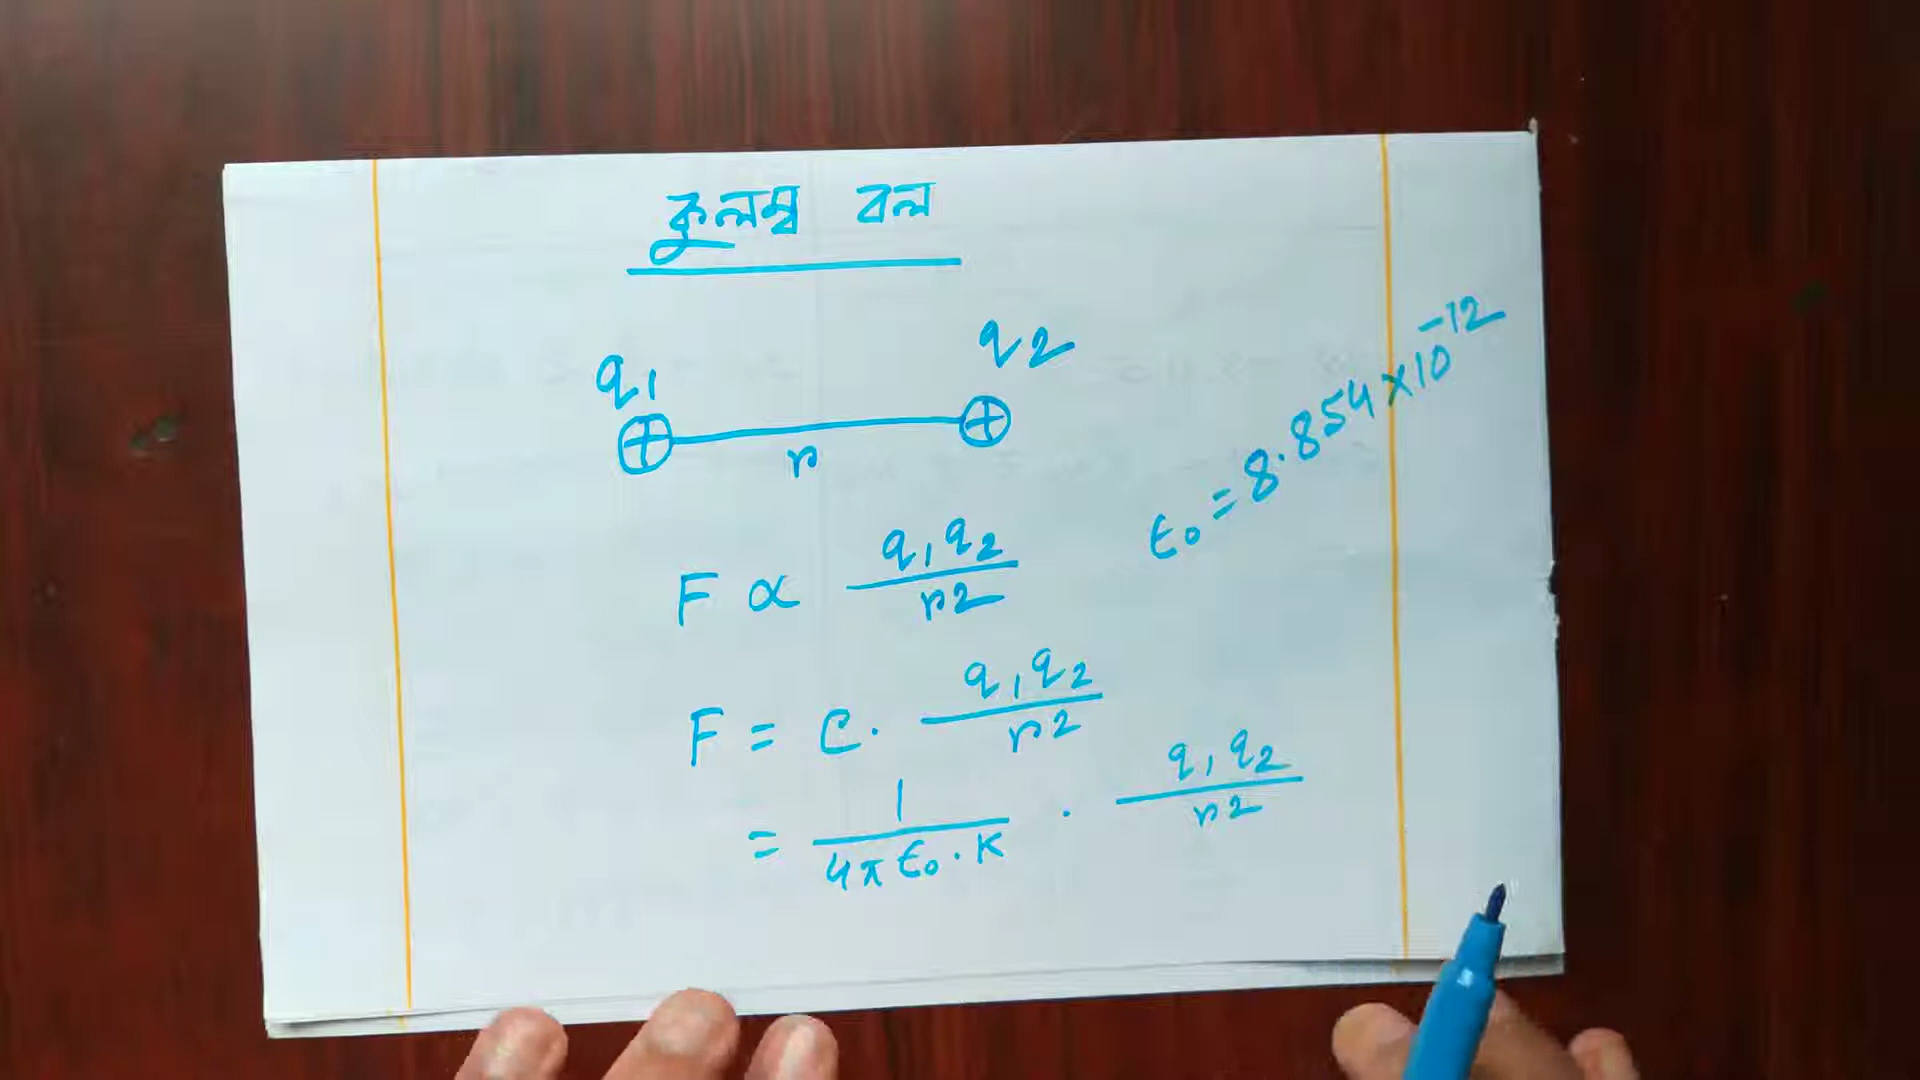 কুলম্ব বল
q1 q2
r
ϵ0 = 8.854×10^-12
F ∝ q1q2/r2
F = C. q1q2/r2
= 1/4πϵ0.K . q1q2/r2